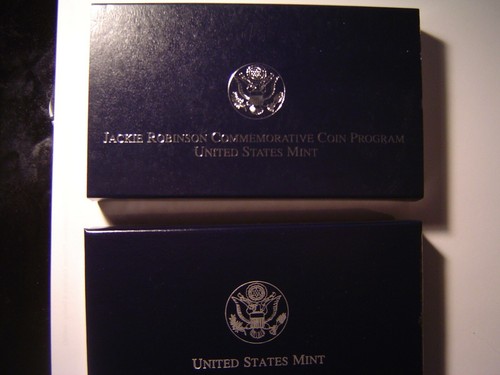 Jackie Robinson Commemorative Coin Program
United States Mint
United States Mint